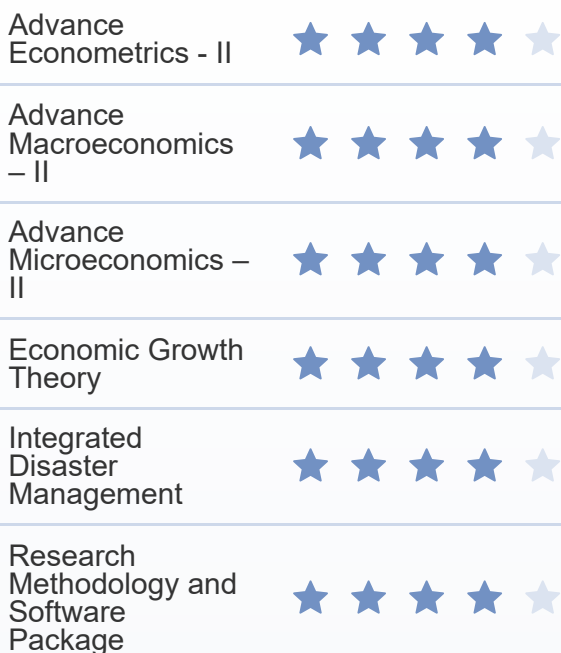 Advance
Econometrics - II
Advance
Macroeconomics
– II
Advance
Microeconomics –
II
Economic Growth
Theory
Integrated
Disaster
Management
Research
Methodology and
Software
Package